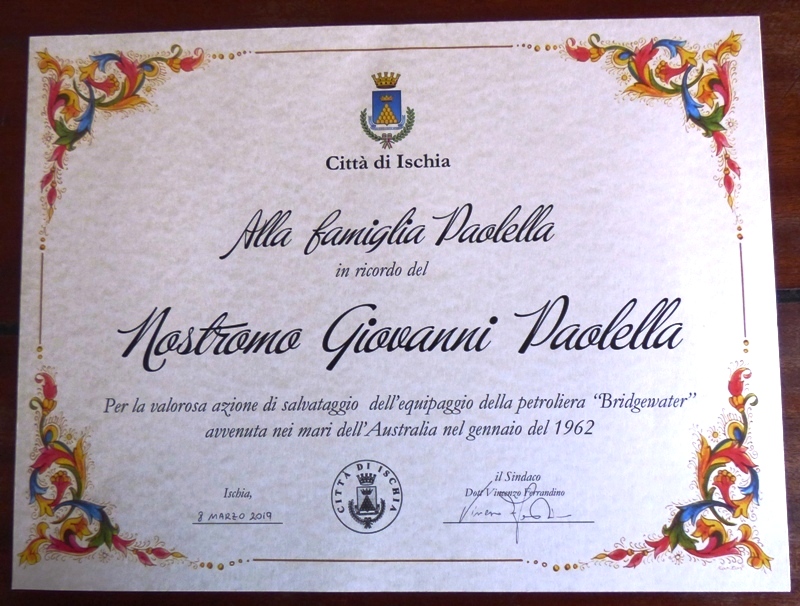 Città di Ischia
Alla famiglia Paolella
in ricordo del
Nostromo Giovanni Paolella
Per la valorosa azione di salvataggio dell'equipaggio della petroliera "Bridgewater"
avvenuta nei mari dell'Australia nel gennaio del 1962
Ischia,
8 MARZO 2019
CITTÀ DI ISCHIA
il Sindaco
Dott Vincenzo Ferrandino